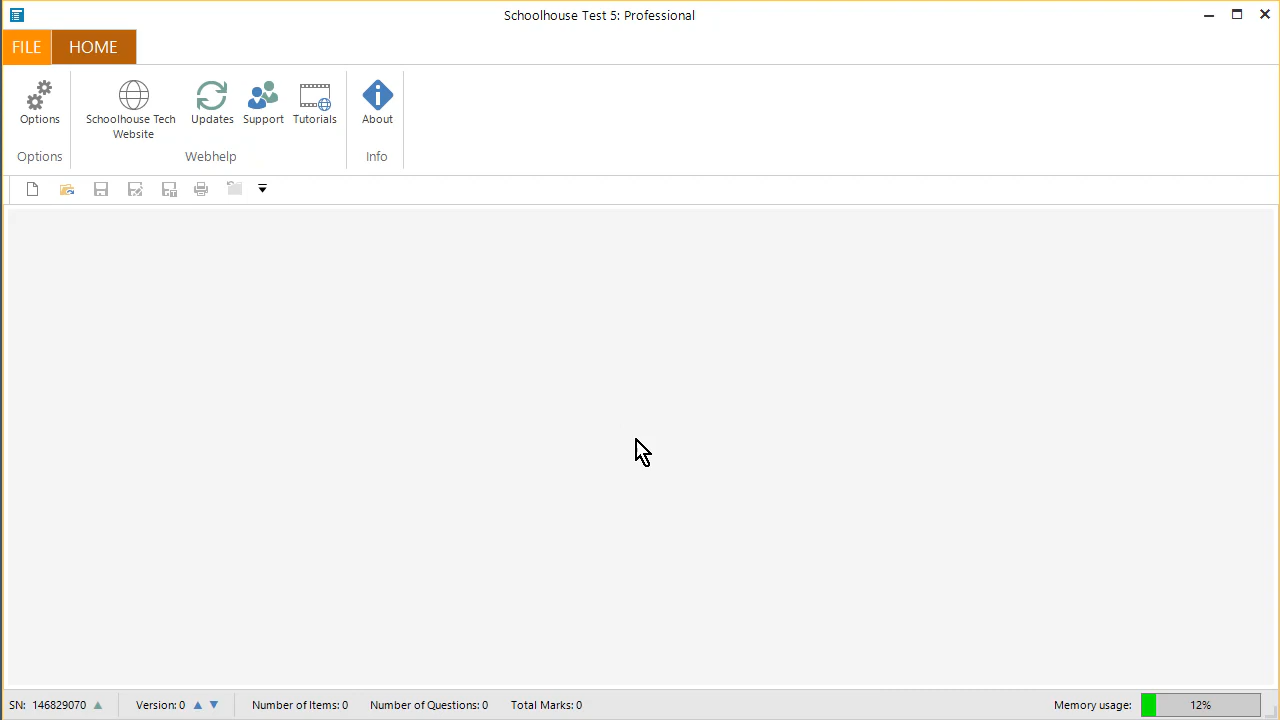 Schoolhouse Test 5: Professional
FILE HOME
Options
Schoolhouse Tech
Website
Updates
Support
Tutorials
About
Options
Webhelp
Info
SN: 146829070 Version: 0 Number of Items: 0 Number of Questions: 0 Total Marks: 0 Memory usage: 12%